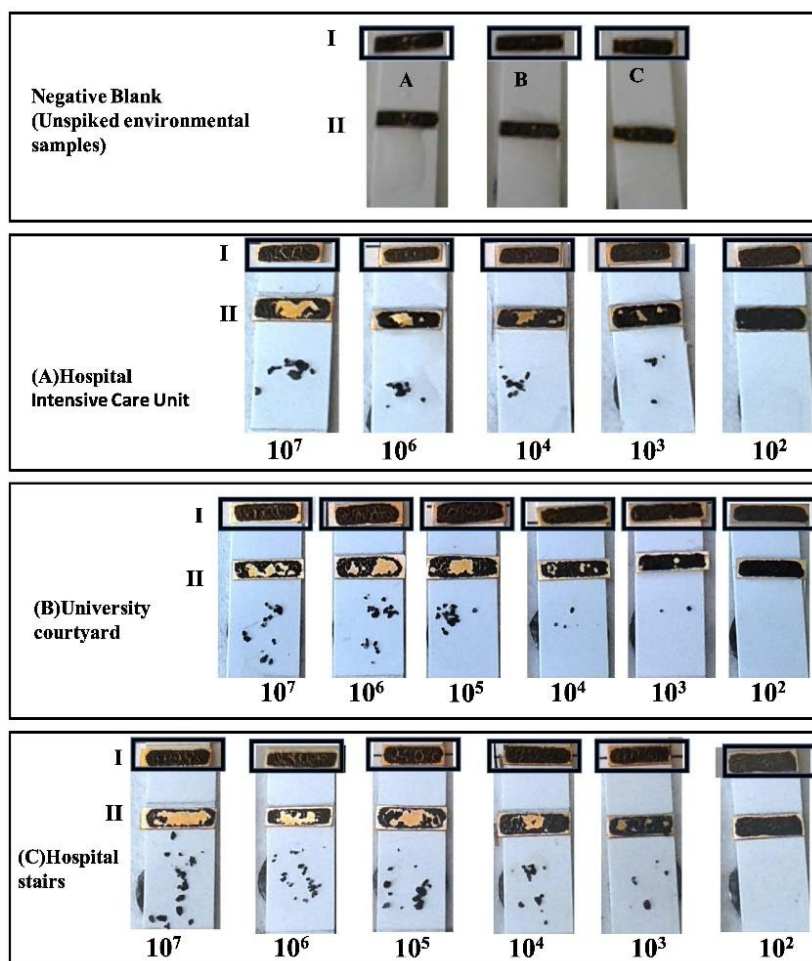 I
A B C
Negative Blank
(Unspiked environmental
samples)
II
I
II
(A)Hospital
Intensive Care Unit
10⁷ 10⁶ 10⁴ 10³ 10²
I
II
(B)University
courtyard
10⁷ 10⁶ 10⁵ 10⁴ 10³ 10²
I
II
(C)Hospital
stairs
10⁷ 10⁶ 10⁵ 10⁴ 10³ 10²